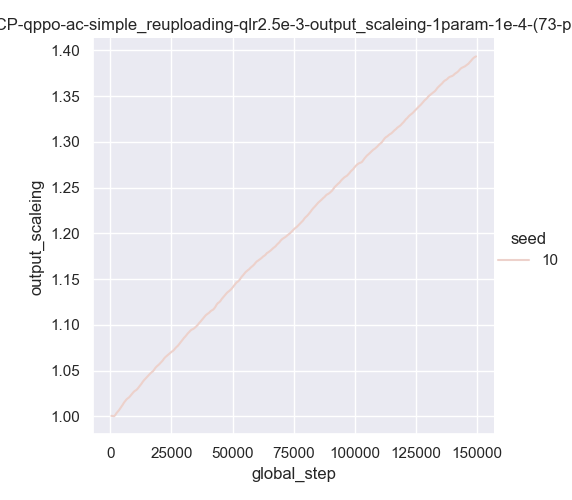 CP-qppo-ac-simple_reuploading-qlr2.5e-3-output_scaleing-1param-1e-4-(73-p
1.40
1.35
1.30
1.25
1.20
1.15
1.10
1.05
1.00
output_scaleing
0 25000 50000 75000 100000 125000 150000
global_step
seed
10